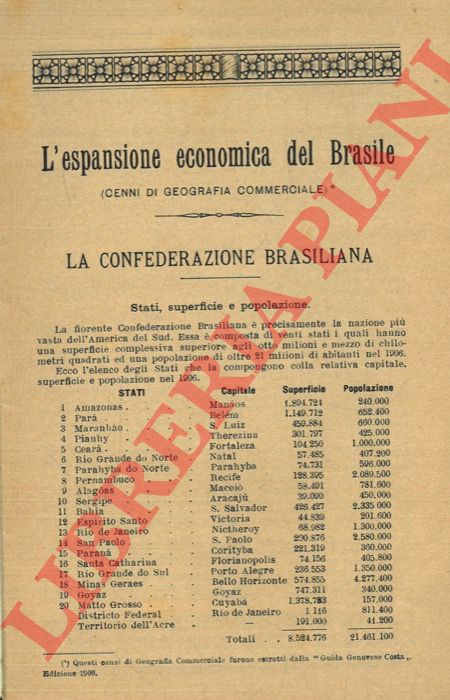 L'espansione economica del Brasile
(CENNI DI GEOGRAFIA COMMERCIALE) *
LA CONFEDERAZIONE BRASILIANA
Stati, superficie e popolazione.
La fiorente Confederazione Brasiliana è precisamente la nazione più
vasta dell'America del Sud. Essa è composta di venti stati i quali hanno
una superficie complessiva superiore agli otto milioni e mezzo di chilo-
metri quadrati ed una popolazione di oltre 21 milioni di abitanti nel 1906.
Ecco l'elenco degli Stati che la compongono colla relativa capitale,
superficie e popolazione nel 1906.
STATI Capitale Superficie Popolazione
1 Amazonas . Manáos 1.894.724 240.000
2 Pará . Belém 1.149.712 652.400
3 Maranháo . S. Luiz 459.884 660.000
4 Piauhy Therezina 301.797 425.000
5 Ceará . Fortaleza 104.250 1.000.000
6 Rio Grande do Norte Natal 57.485 407.200
7 Parahyba do Norte Parahyba 74.731 596.000
8 Pernambuco Recife 128.395 2.089.500
9 Alagóas Maceió 58.491 781.600
10 Sergipe Aracajú 39.090 450.000
11 Bahia S. Salvador 426.427 2.335 000
12 Espirito Santo Victoria 44.839 201.600
13 Rio de Janeiro Nictheroy 68.982 1.300.000
14 San Paolo S. Paulo 290.876 2.580.000
15 Paraná Corityba 221.319 360.000
16 Santa Catharina Florianopolis 74.156 405.800
17 Rio Grande do Sul Porto Alegre 236.553 1.350.000
18 Minas Geraes Bello Horizonte 574.855 4.277.400
19 Goyaz Goyaz 747.311 340.000
20 Matto Grosso . Cuyabá 1,378.783 157.000
Districto Federal Rio de Janeiro 1 116 811.400
Territorio dell'Acre — 191.000 41.200
Totali . . 8.524.776 21.461.100
(*) Questi cenni di Geografia Commerciale furono estratti dalla "Guida Genovese Costa„.
Edizione 1909.
LIBRERIA PIANI